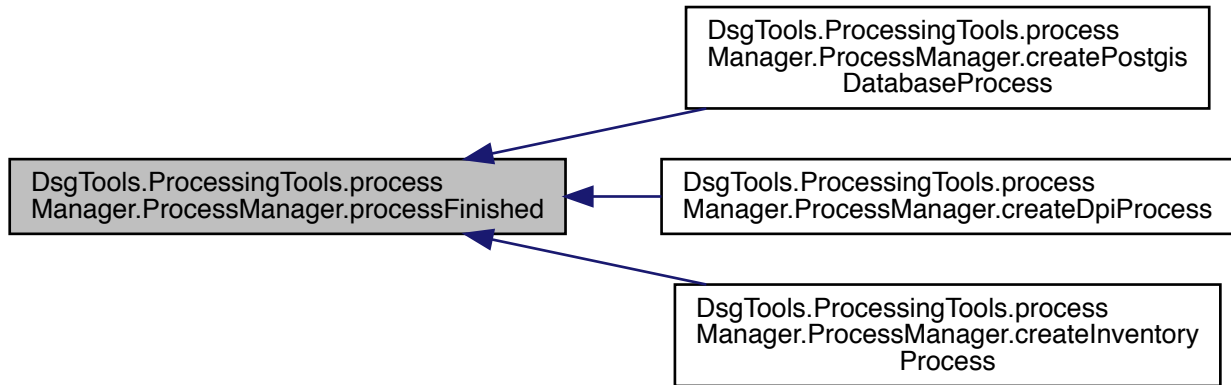 DsgTools.ProcessingTools.process
Manager.ProcessManager.createPostgis
DatabaseProcess
DsgTools.ProcessingTools.process
Manager.ProcessManager.processFinished
DsgTools.ProcessingTools.process
Manager.ProcessManager.createDpiProcess
DsgTools.ProcessingTools.process
Manager.ProcessManager.createInventory
Process